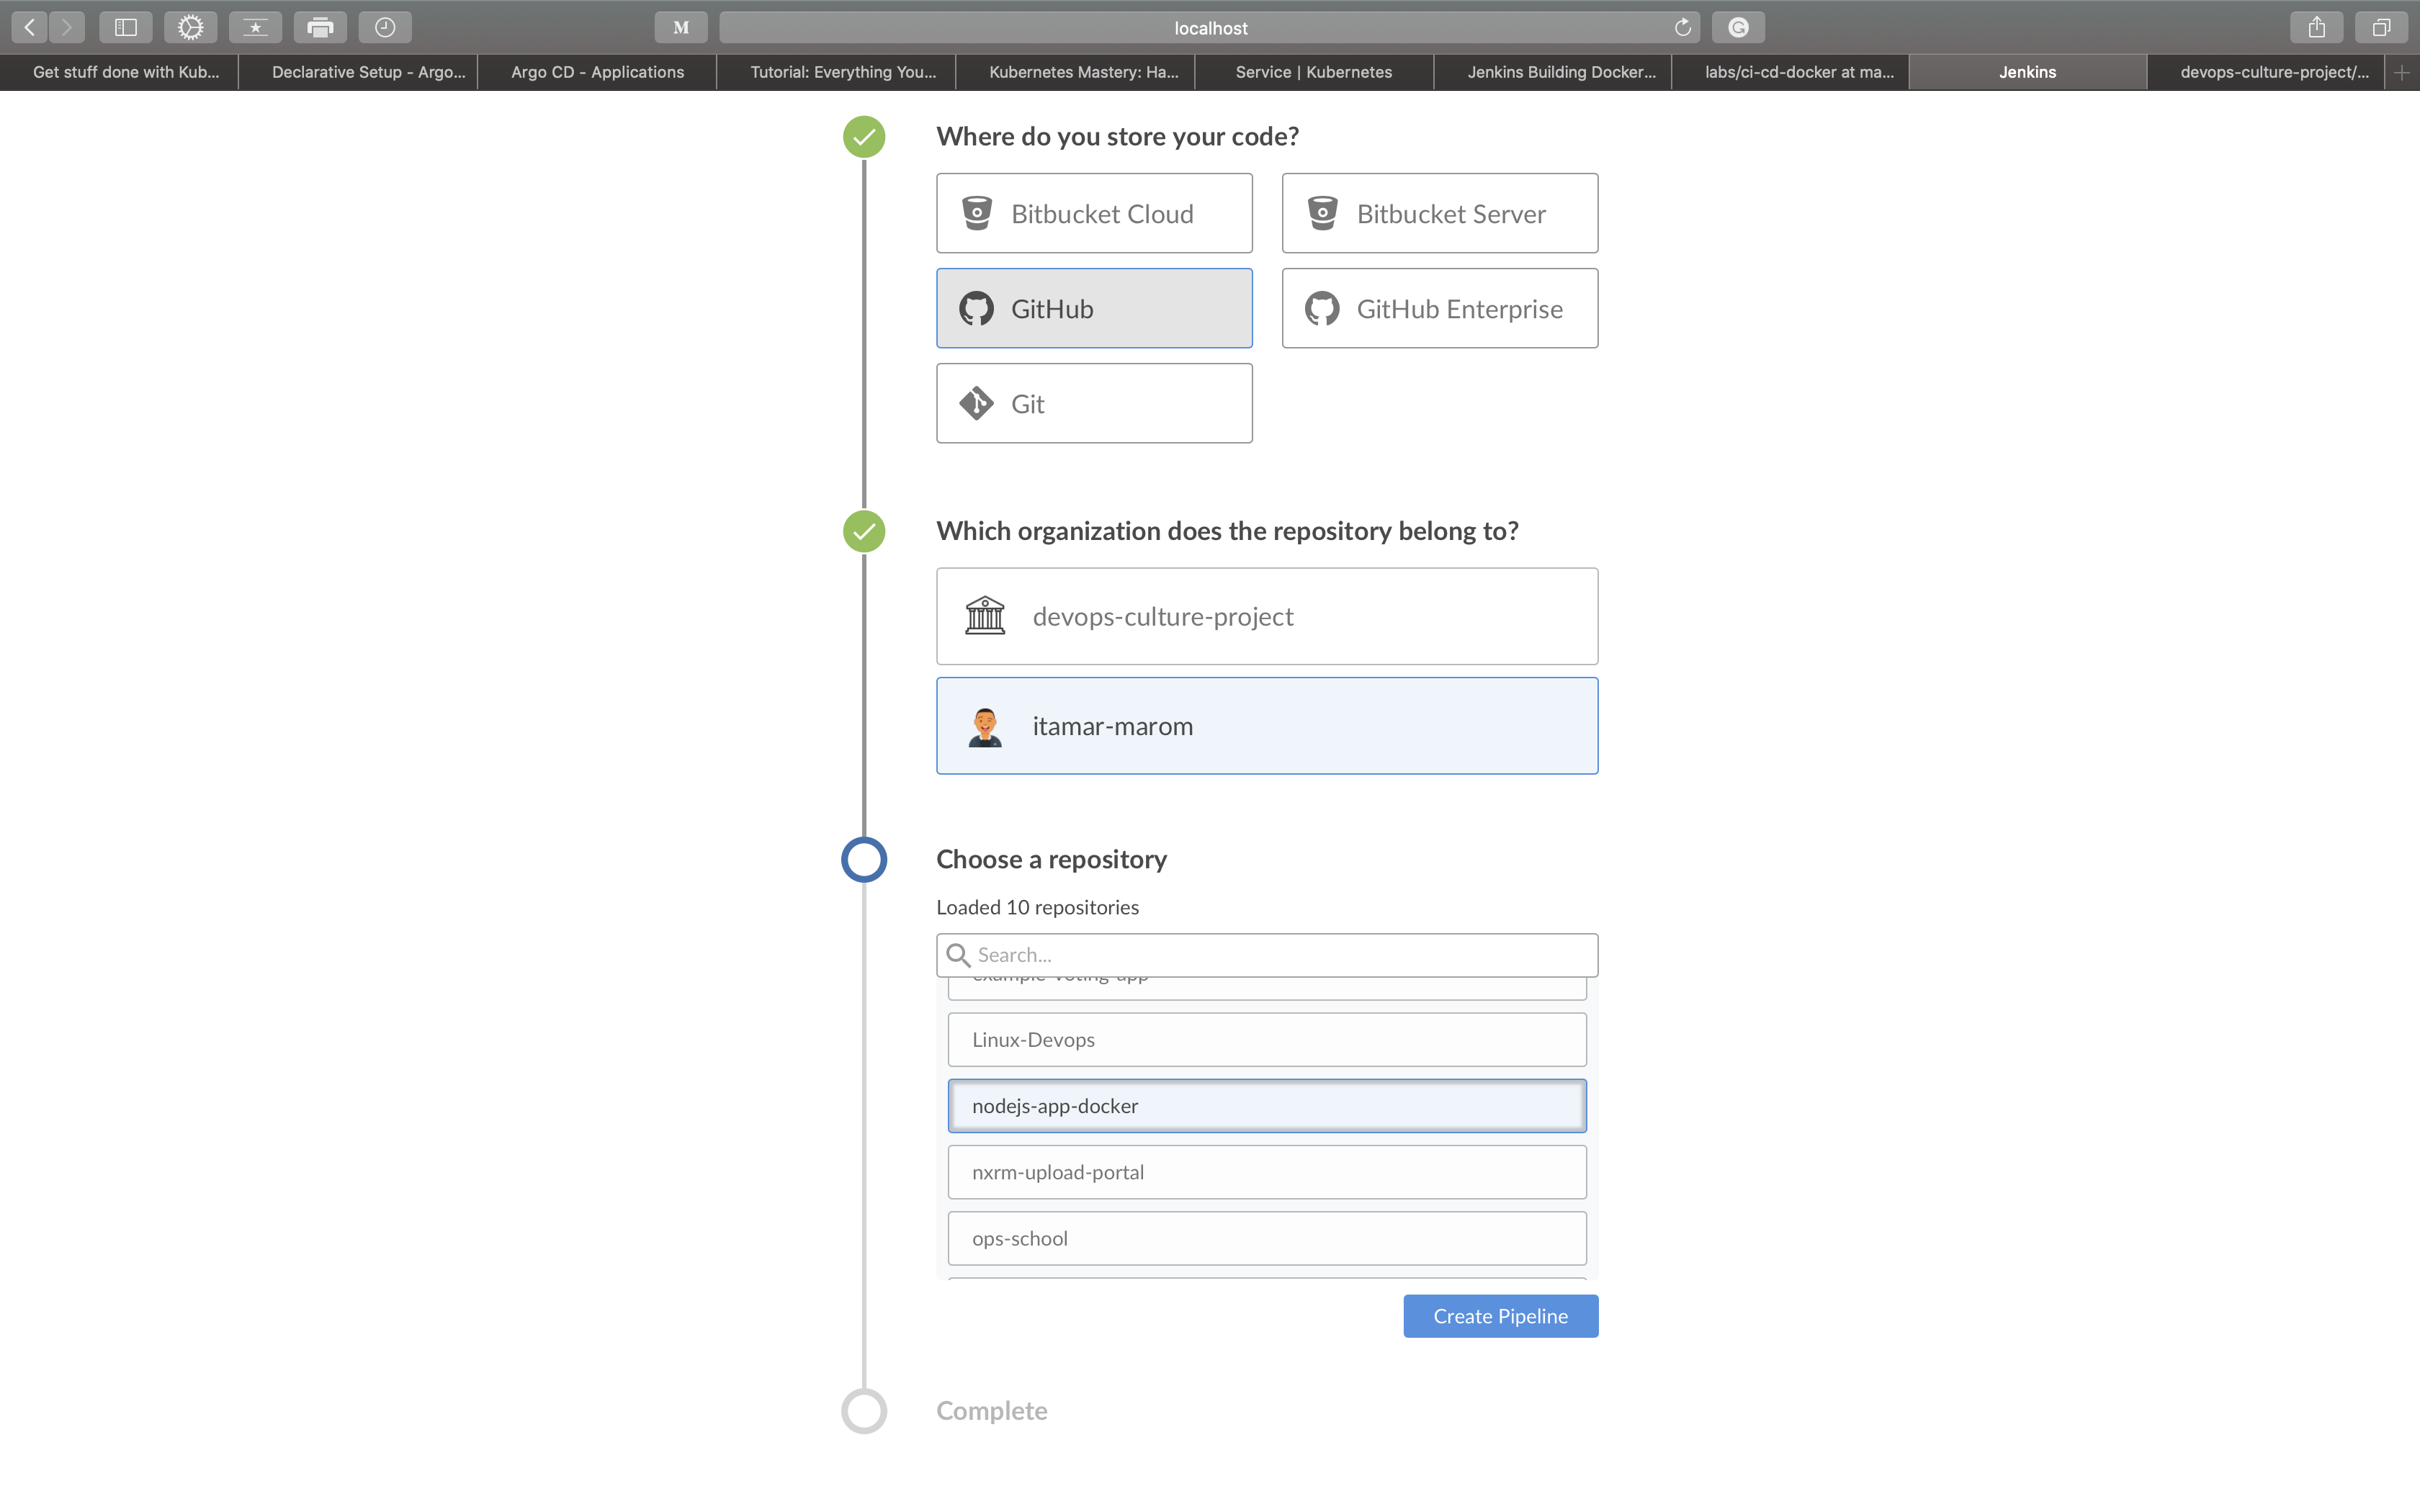 M
localhost
Get stuff done with Kub...
Declarative Setup - Argo...
Argo CD - Applications
Tutorial: Everything You...
Kubernetes Mastery: Ha...
Service | Kubernetes
Jenkins Building Docker...
labs/ci-cd-docker at ma...
Jenkins
devops-culture-project/...
Where do you store your code?
Bitbucket Cloud
Bitbucket Server
GitHub
GitHub Enterprise
Git
Which organization does the repository belong to?
devops-culture-project
itamar-marom
Choose a repository
Loaded 10 repositories
Search...
example-voting-app
Linux-Devops
nodejs-app-docker
nxrm-upload-portal
ops-school
Create Pipeline
Complete